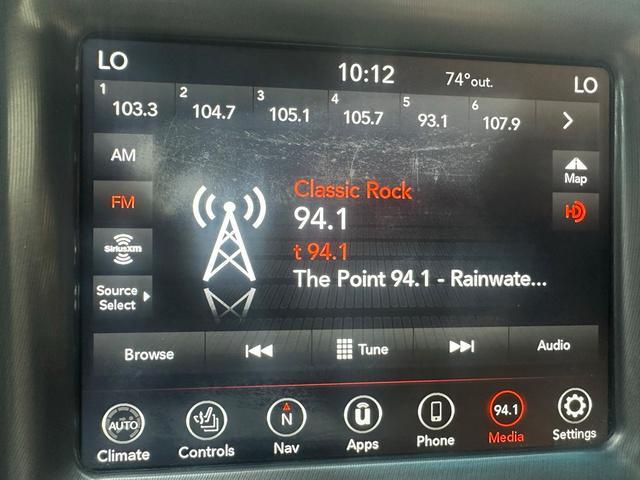 LO 10:12 74° out. LO
1 103.3 2 104.7 3 105.1 4 105.7 5 93.1 6 107.9
AM
Map
FM
HD
SiriusXM
Source
Select
Classic Rock
94.1
t 94.1
The Point 94.1 - Rainwate...
Browse Tune Audio
AUTO N ū 94.1
Climate Controls Nav Apps Phone Media Settings